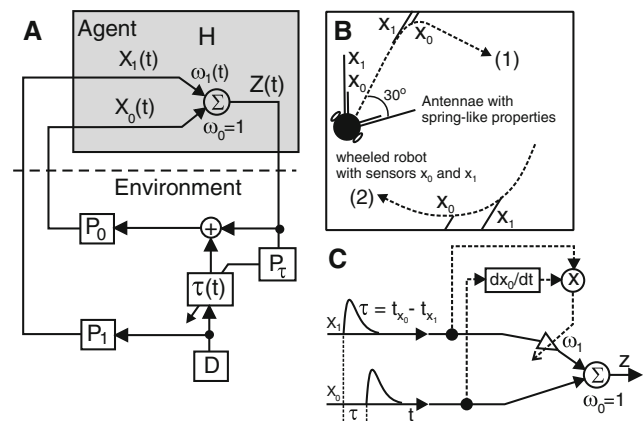 A
Agent
H
X₁(t)
ω₁(t)
Z(t)
X₀(t)
Σ
ω₀=1
Environment
P₀
+
Pτ
τ(t)
P₁
D
B
X₁
X₀
(1)
X₁
X₀
30°
Antennae with
spring-like properties
wheeled robot
with sensors x₀ and x₁
(2)
X₀
X₁
C
dx₀/dt
X
τ = tₓ₀ - tₓ₁
X₁
ω₁
Σ
Z
X₀
τ
t
ω₀=1